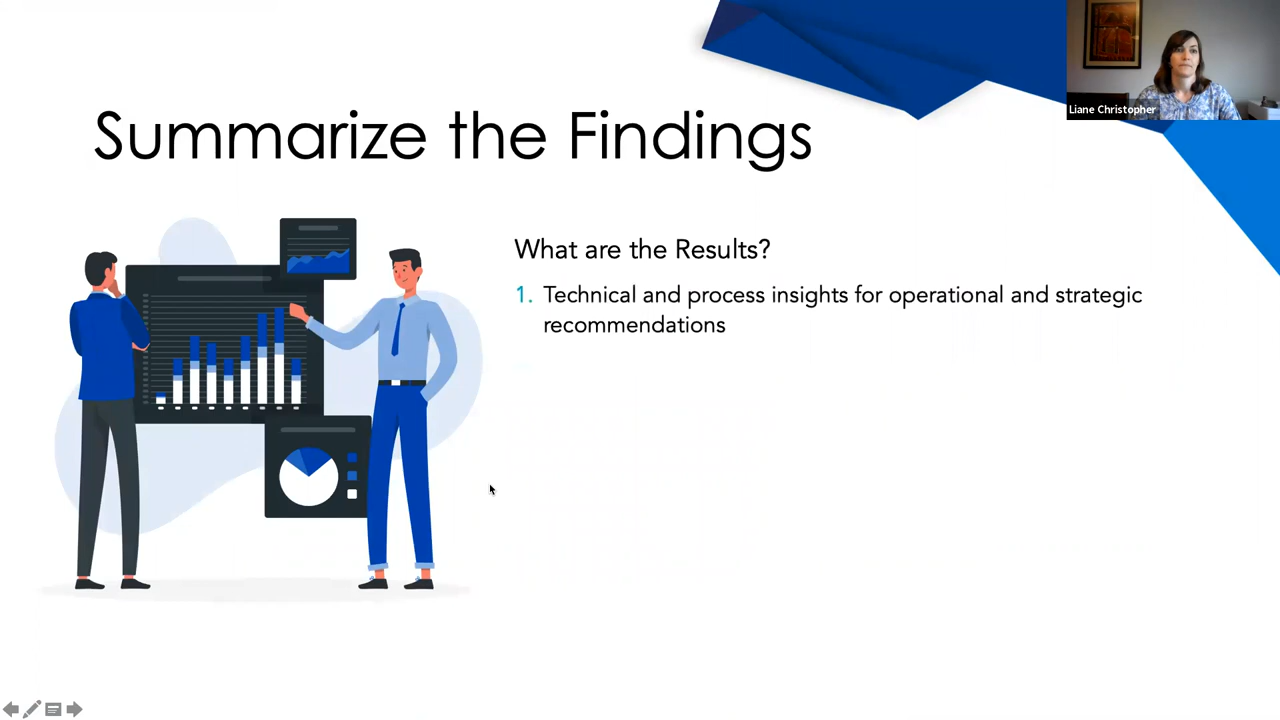 Liane Christopher
Summarize the Findings
What are the Results?
1. Technical and process insights for operational and strategic
recommendations